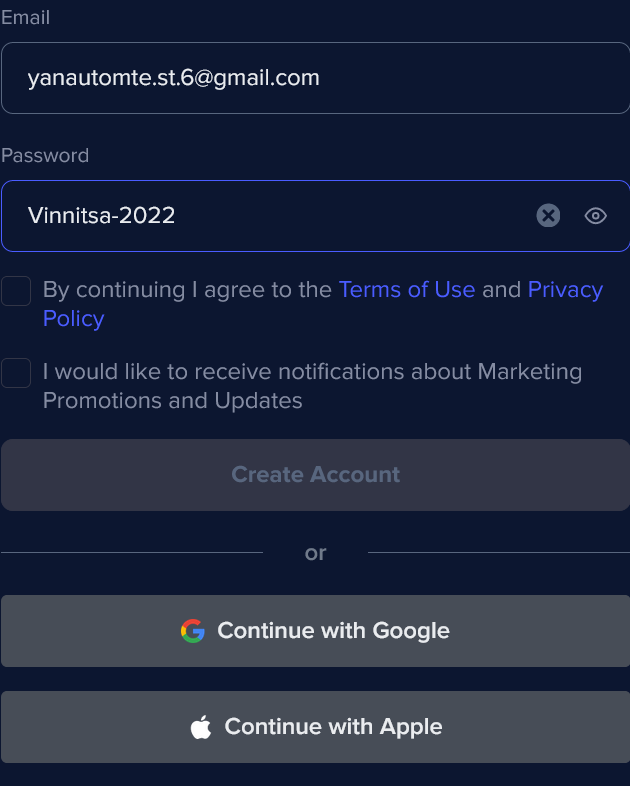 Email
yanautomte.st.6@gmail.com
Password
Vinnitsa-2022
By continuing I agree to the Terms of Use and Privacy
Policy
I would like to receive notifications about Marketing
Promotions and Updates
Create Account
or
Continue with Google
Continue with Apple